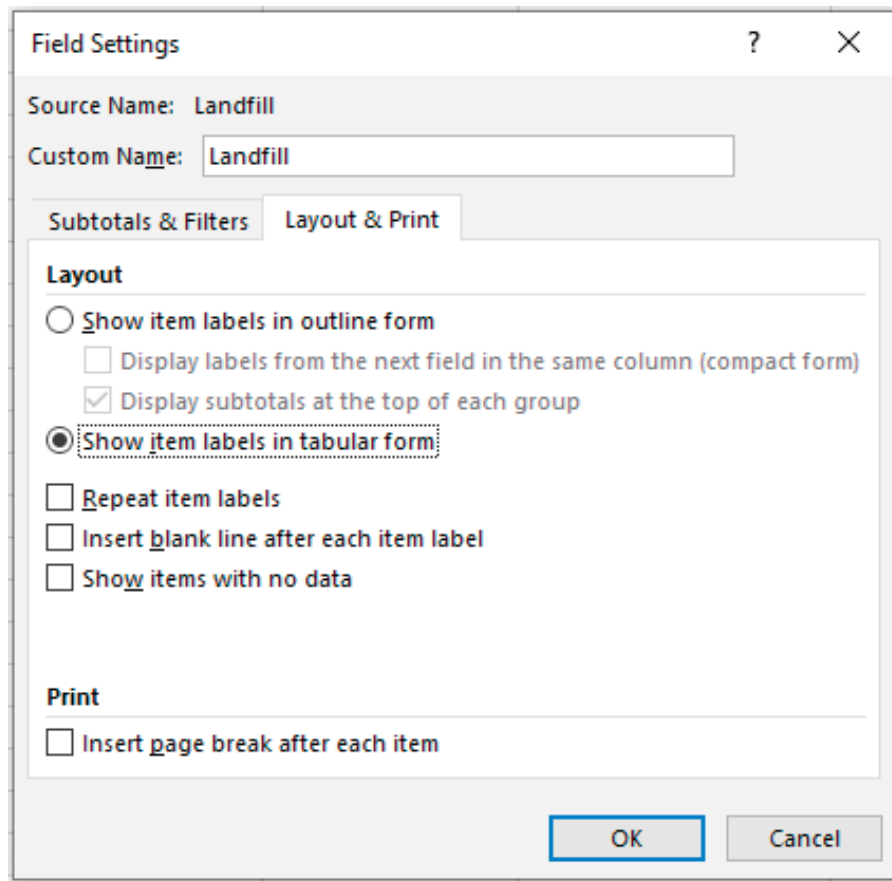 Field Settings ?
Source Name: Landfill
Custom Name: Landfill
Subtotals & Filters Layout & Print
Layout
Show item labels in outline form
Display labels from the next field in the same column (compact form)
Display subtotals at the top of each group
Show item labels in tabular form
Repeat item labels
Insert blank line after each item label
Show items with no data
Print
Insert page break after each item
OK Cancel